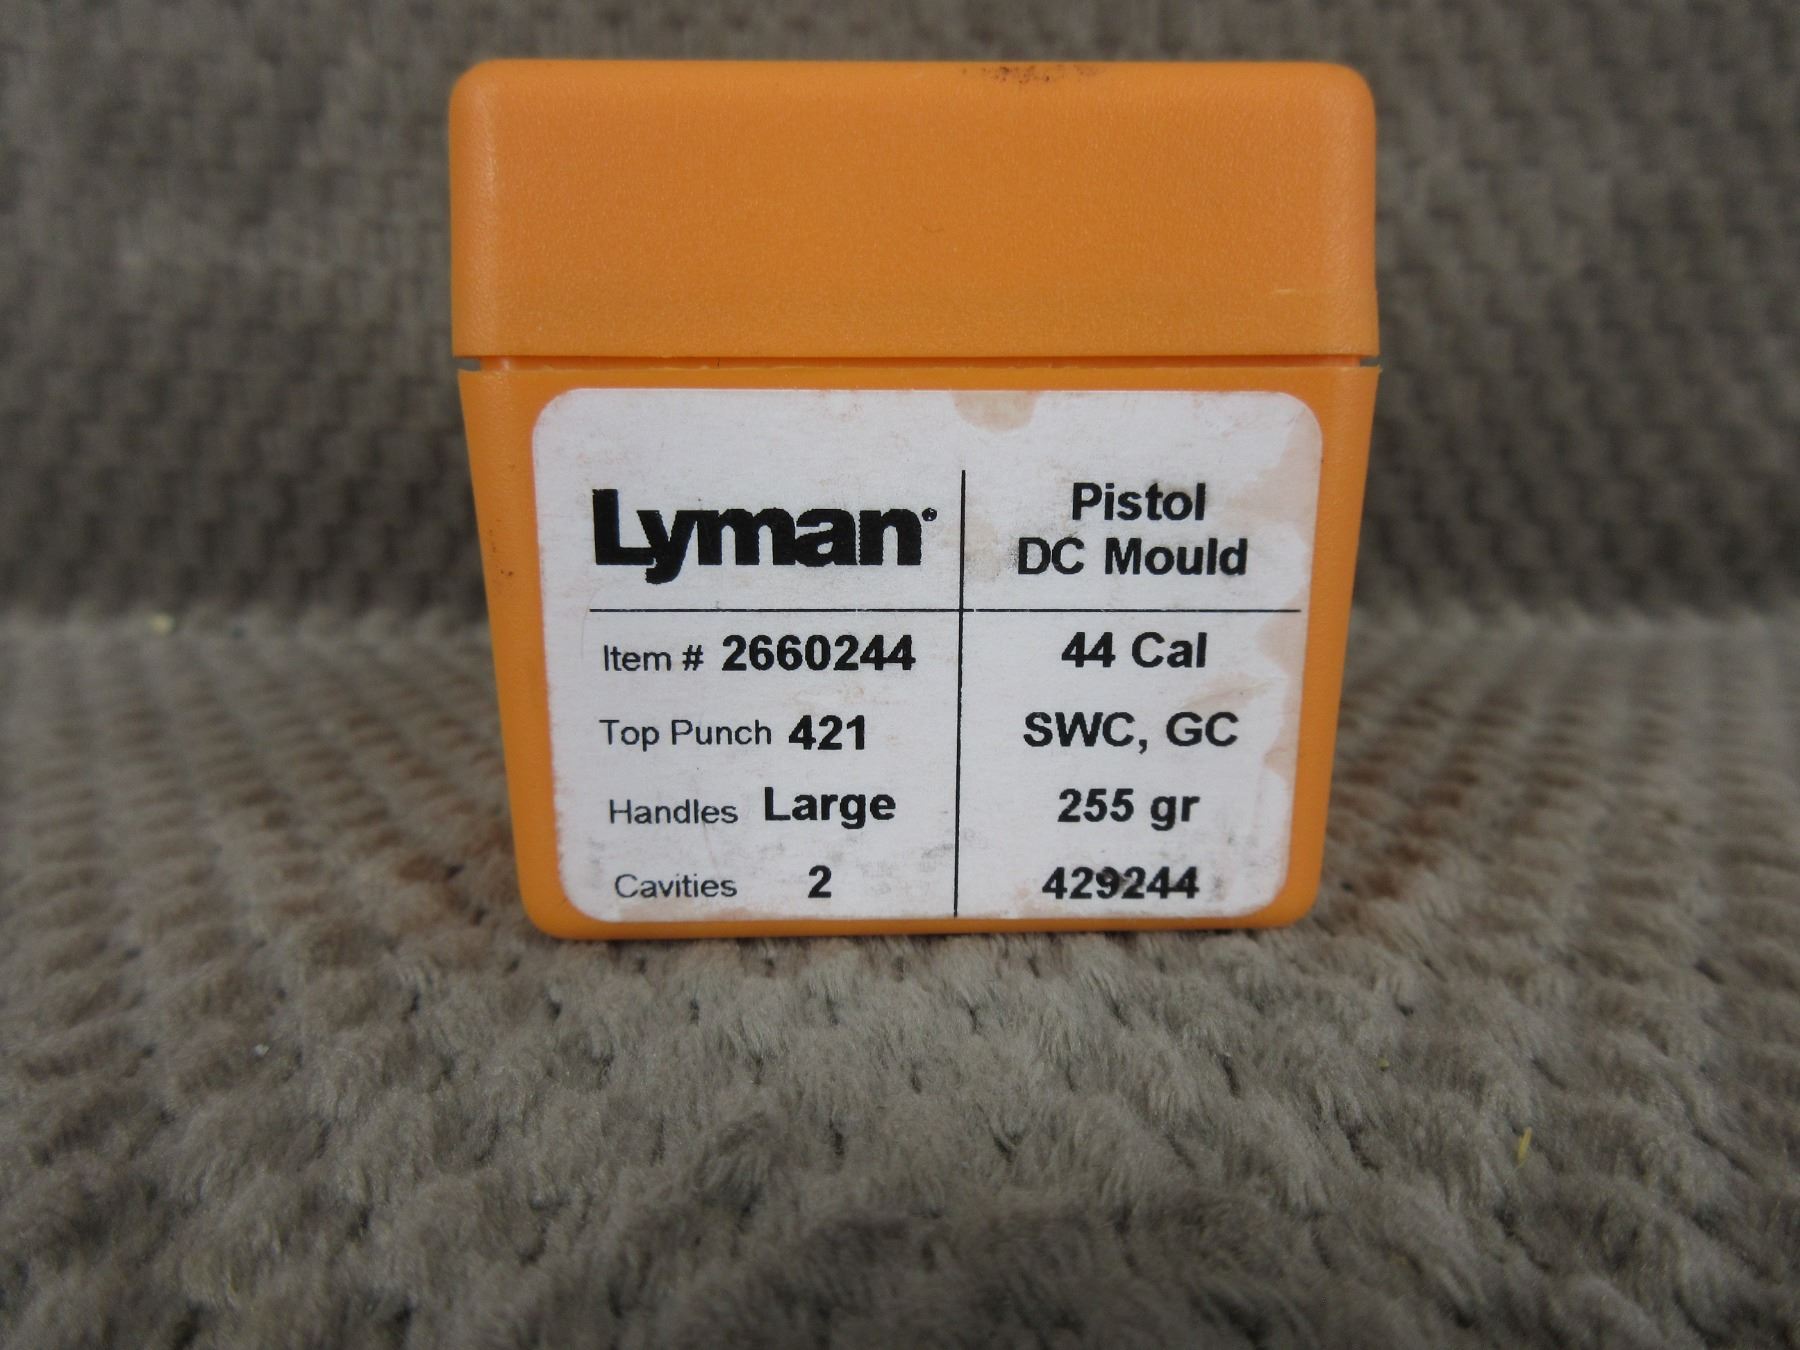 Lyman®
Pistol
DC Mould
Item # 2660244
44 Cal
Top Punch 421
SWC, GC
Handles Large
255 gr
Cavities 2
429244